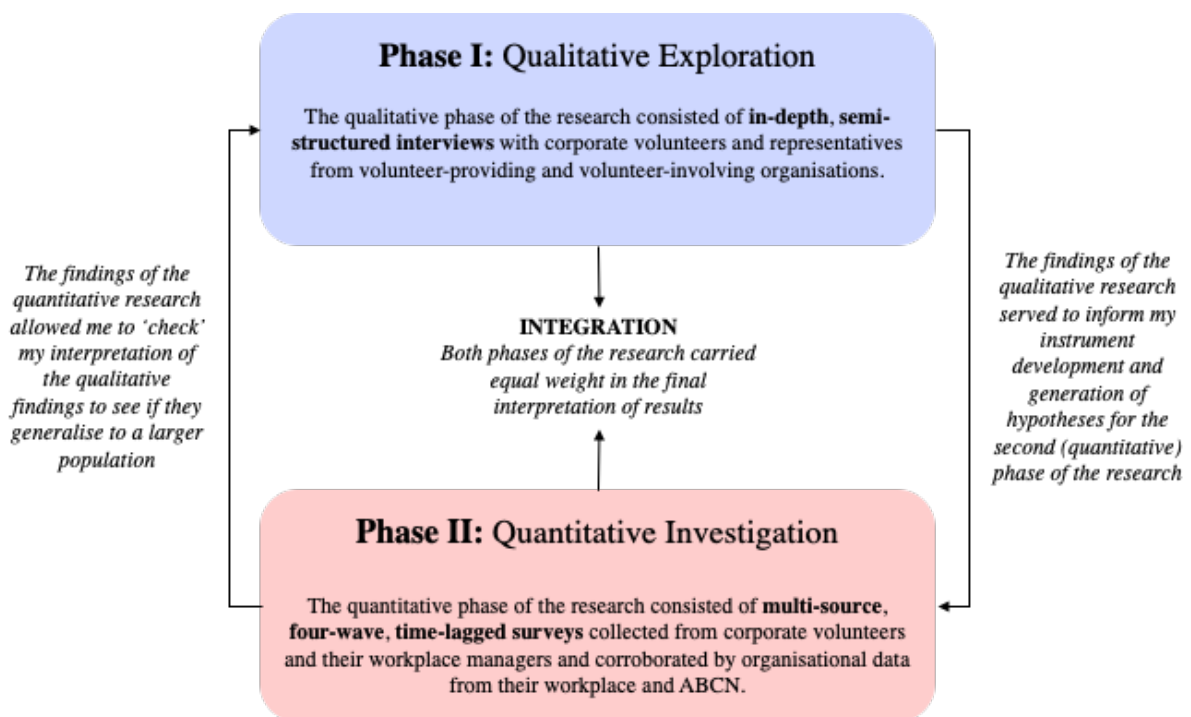 Phase I: Qualitative Exploration
The qualitative phase of the research consisted of in-depth, semi-
structured interviews with corporate volunteers and representatives
from volunteer-providing and volunteer-involving organisations.
The findings of the
quantitative research
allowed me to ‘check’
my interpretation of
the qualitative
findings to see if they
generalise to a larger
population
INTEGRATION
Both phases of the research carried
equal weight in the final
interpretation of results
The findings of the
qualitative research
served to inform my
instrument
development and
generation of
hypotheses for the
second (quantitative)
phase of the research
Phase II: Quantitative Investigation
The quantitative phase of the research consisted of multi-source,
four-wave, time-lagged surveys collected from corporate volunteers
and their workplace managers and corroborated by organisational data
from their workplace and ABCN.